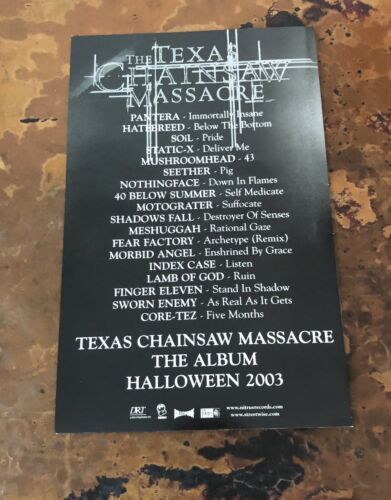 THE TEXAS
CHAINSAW
MASSACRE
PANTERA - Immortally Insane
HATEBREED - Below The Bottom
SOiL - Pride
STATIC-X - Deliver Me
MUSHROOMHEAD - 43
SEETHER - Pig
NOTHINGFACE - Down In Flames
40 BELOW SUMMER - Self Medicate
MOTOGRATER - Suffocate
SHADOWS FALL - Destroyer Of Senses
MESHUGGAH - Rational Gaze
FEAR FACTORY - Archetype (Remix)
MORBID ANGEL - Enshrined By Grace
INDEX CASE - Listen
LAMB OF GOD - Ruin
FINGER ELEVEN - Stand In Shadow
SWORN ENEMY - As Real As It Gets
CORE-TEZ - Five Months
TEXAS CHAINSAW MASSACRE
THE ALBUM
HALLOWEEN 2003
DRT
www.nitrusrecords.com
www.streetwise.com